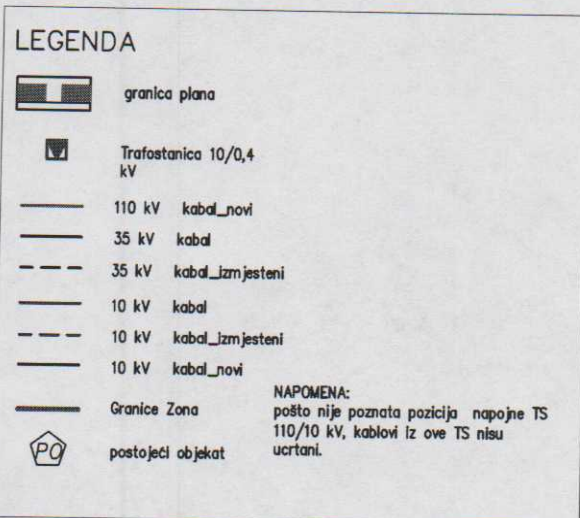 LEGENDA
granica plana
Trafostanica 10/0,4
kV
110 kV kabal_novi
35 kV kabal
35 kV kabal_izmjesteni
10 kV kabal
10 kV kabal_izmjesteni
10 kV kabal_novi
Granice Zona
PO
postojeći objekat
NAPOMENA:
pošto nije poznata pozicija napojne TS
110/10 kV, kablovi iz ove TS nisu
ucrtani.